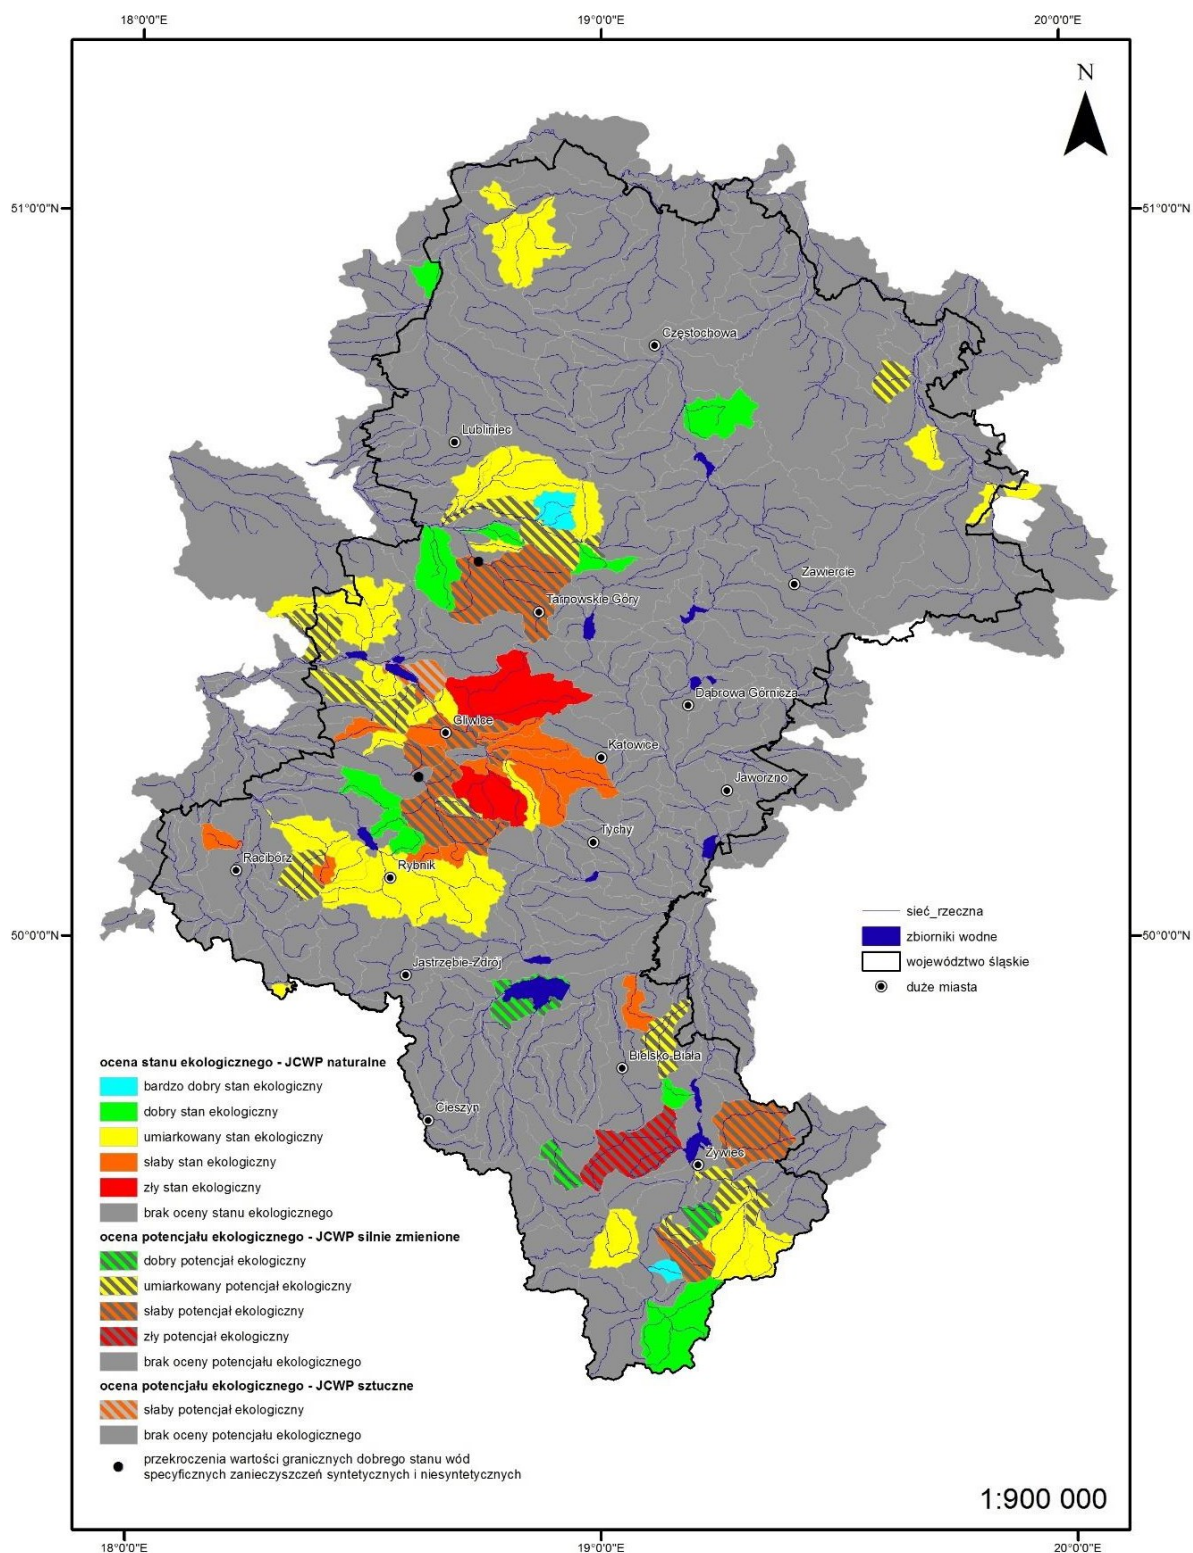 18°0'0"E
19°0'0"E
20°0'0"E
N
51°0'0"N
51°0'0"N
Częstochowa
Lubliniec
Zawiercie
Tarnowskie Góry
Dąbrowa Górnicza
Gliwice
Katowice
Jaworzno
Tychy
Racibórz
Rybnik
sieć_rzeczna
50°0'0"N
zbiorniki wodne
50°0'0"N
województwo śląskie
Jastrzębie-Zdrój
duże miasta
Bielsko-Biała
ocena stanu ekologicznego - JCWP naturalne
bardzo dobry stan ekologiczny
dobry stan ekologiczny
Cieszyn
umiarkowany stan ekologiczny
Żywiec
słaby stan ekologiczny
zły stan ekologiczny
brak oceny stanu ekologicznego
ocena potencjału ekologicznego - JCWP silnie zmienione
dobry potencjał ekologiczny
umiarkowany potencjał ekologiczny
słaby potencjał ekologiczny
zły potencjał ekologiczny
brak oceny potencjału ekologicznego
ocena potencjału ekologicznego - JCWP sztuczne
słaby potencjał ekologiczny
brak oceny potencjału ekologicznego
przekroczenia wartości granicznych dobrego stanu wód
specyficznych zanieczyszczeń syntetycznych i niesyntetycznych
1:900 000
18°0'0"E
19°0'0"E
20°0'0"E